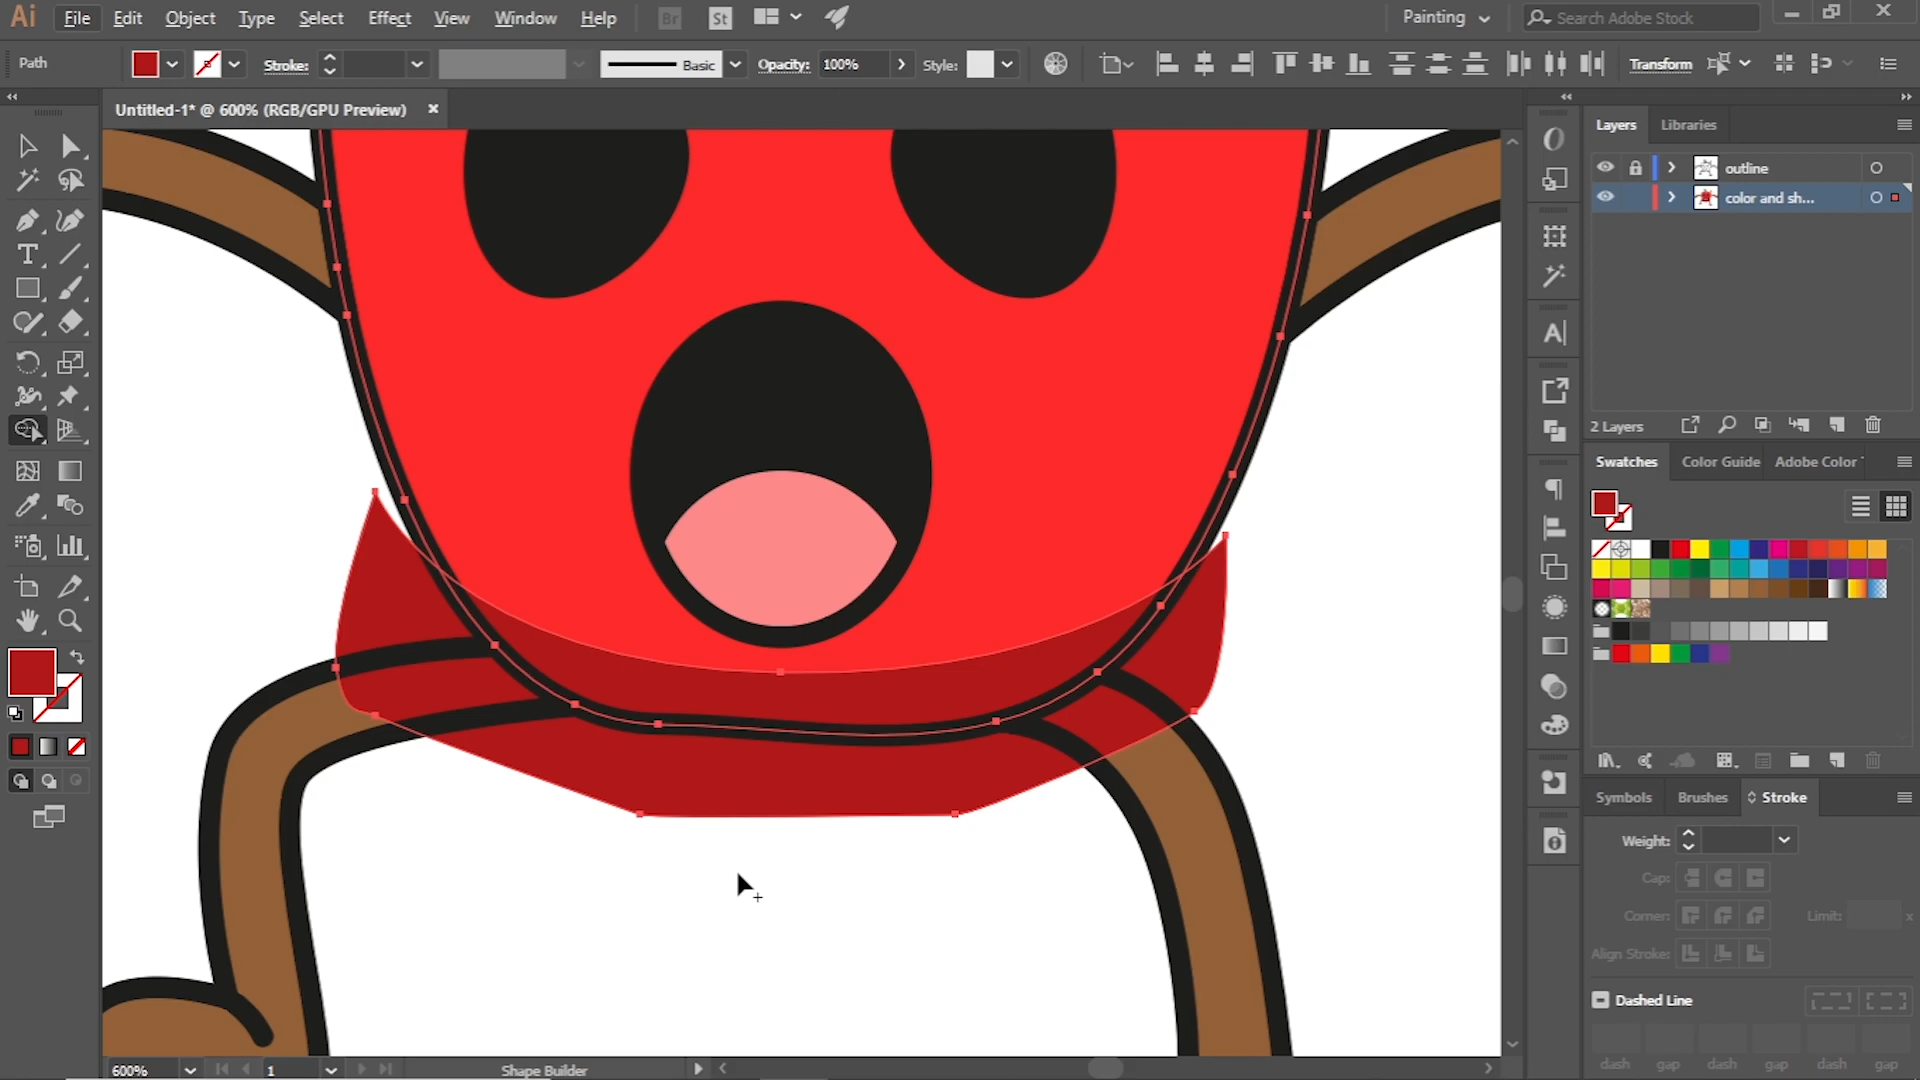 Ai File Edit Object Type Select Effect View Window Help Br St Painting Search Adobe Stock
Path Stroke: Basic Opacity: 100% Style: Transform
Untitled-1* @ 600% (RGB/GPU Preview)
Layers Libraries
outline
color and sh...
2 Layers
Swatches Color Guide Adobe Color
Symbols Brushes Stroke
Weight:
Cap:
Corner: Limit: x
Align Stroke:
Dashed Line
dash gap dash gap dash gap
600% 1 Shape Builder